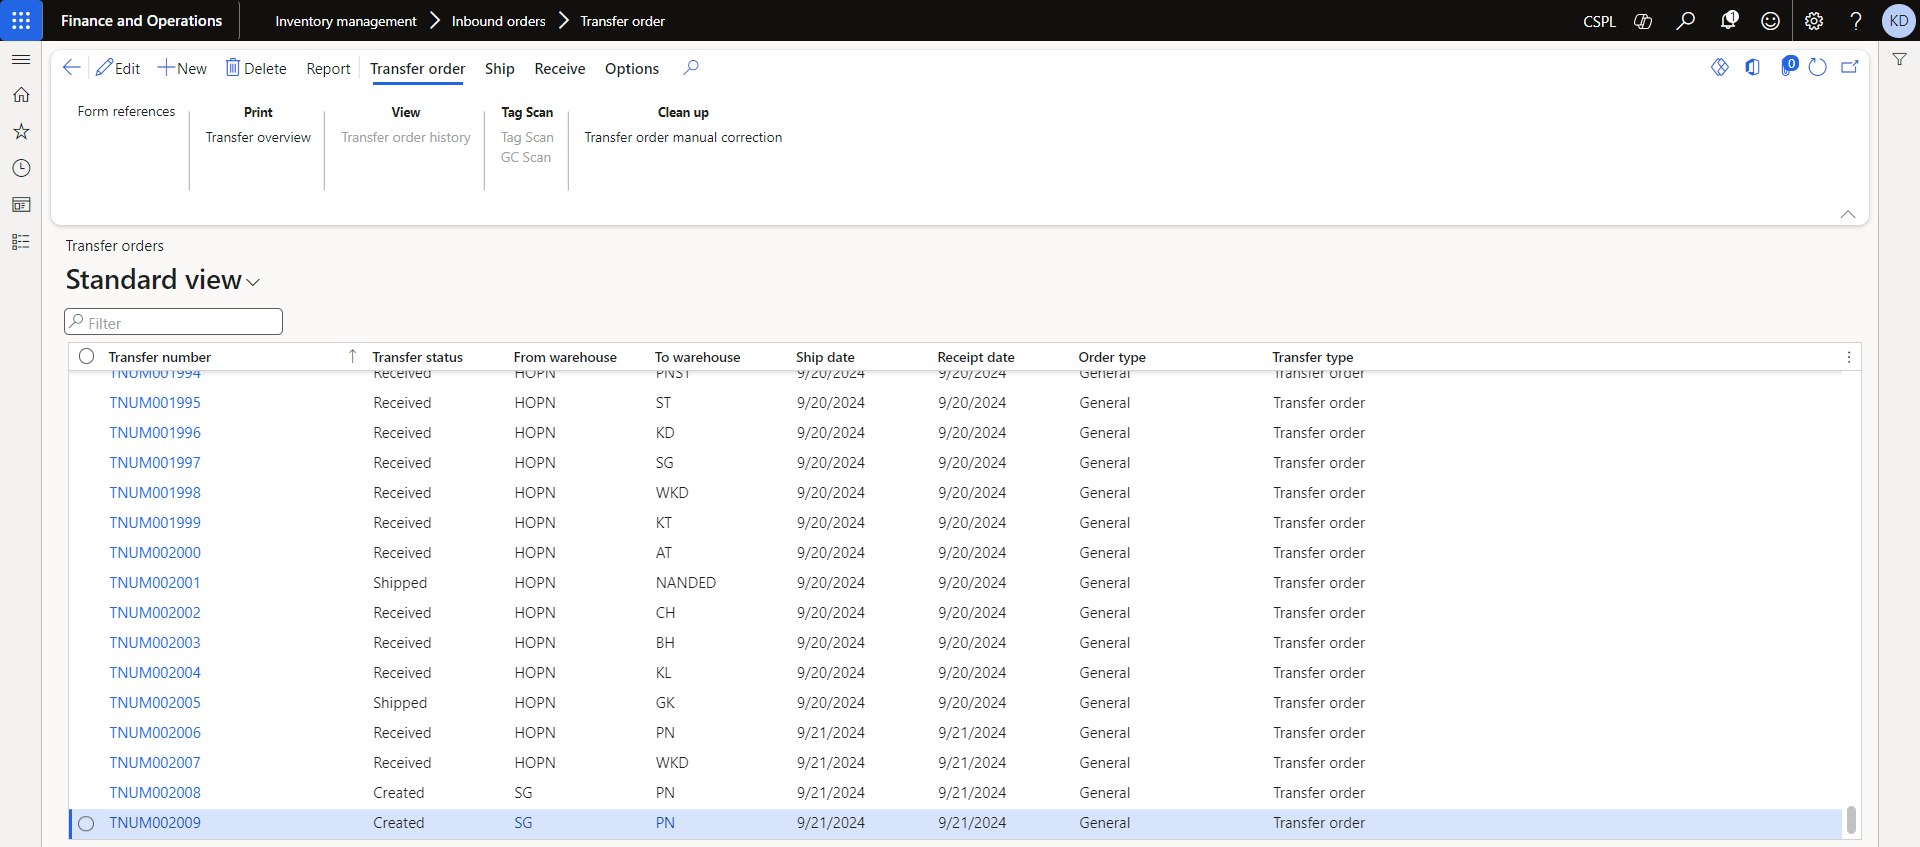 Finance and Operations Inventory management Inbound orders Transfer order CSPL 1 KD
Edit New Delete Report Transfer order Ship Receive Options 0
Form references Print View Tag Scan Clean up
Transfer overview Transfer order history Tag Scan Transfer order manual correction
GC Scan
Transfer orders
Standard view
Filter
Transfer number Transfer status From warehouse To warehouse Ship date Receipt date Order type Transfer type
TNUM001994 Received HOPN PNST 9/20/2024 9/20/2024 General Transfer order
TNUM001995 Received HOPN ST 9/20/2024 9/20/2024 General Transfer order
TNUM001996 Received HOPN KD 9/20/2024 9/20/2024 General Transfer order
TNUM001997 Received HOPN SG 9/20/2024 9/20/2024 General Transfer order
TNUM001998 Received HOPN WKD 9/20/2024 9/20/2024 General Transfer order
TNUM001999 Received HOPN KT 9/20/2024 9/20/2024 General Transfer order
TNUM002000 Received HOPN AT 9/20/2024 9/20/2024 General Transfer order
TNUM002001 Shipped HOPN NANDED 9/20/2024 9/20/2024 General Transfer order
TNUM002002 Received HOPN CH 9/20/2024 9/20/2024 General Transfer order
TNUM002003 Received HOPN BH 9/20/2024 9/20/2024 General Transfer order
TNUM002004 Received HOPN KL 9/20/2024 9/20/2024 General Transfer order
TNUM002005 Shipped HOPN GK 9/20/2024 9/20/2024 General Transfer order
TNUM002006 Received HOPN PN 9/21/2024 9/21/2024 General Transfer order
TNUM002007 Received HOPN WKD 9/21/2024 9/21/2024 General Transfer order
TNUM002008 Created SG PN 9/21/2024 9/21/2024 General Transfer order
TNUM002009 Created SG PN 9/21/2024 9/21/2024 General Transfer order